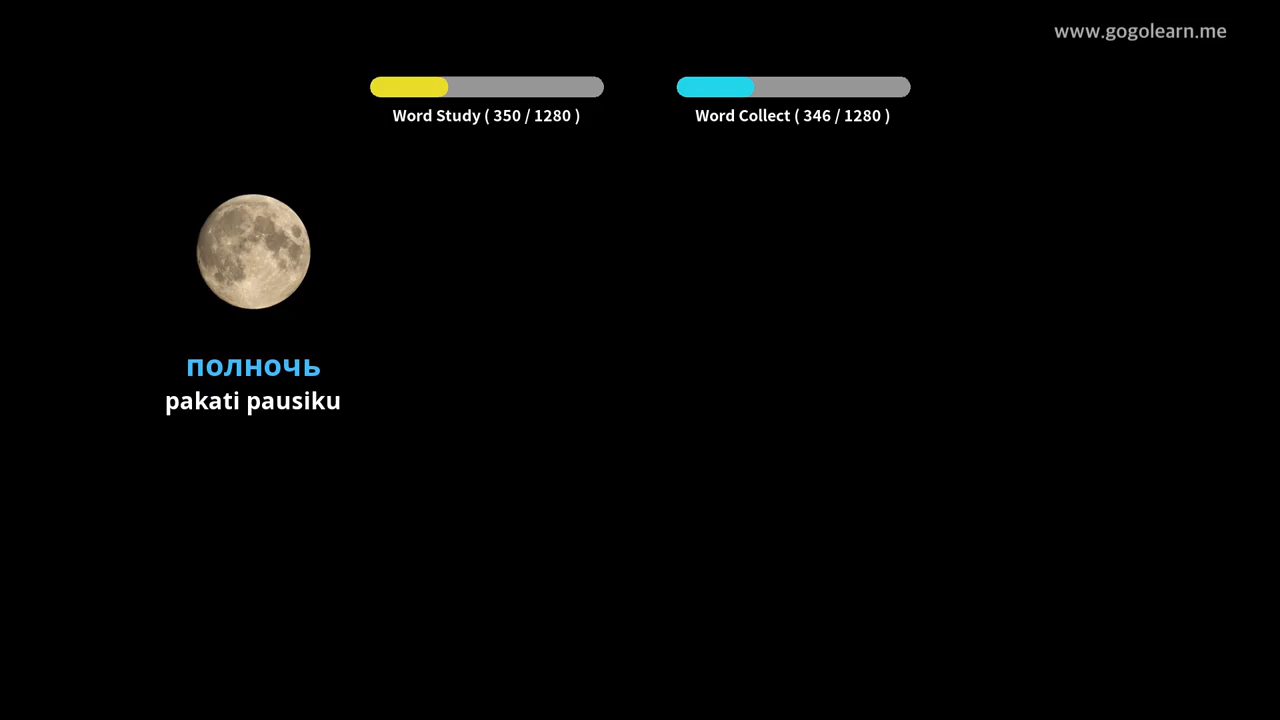 www.gogolearn.me
Word Study ( 350 / 1280 )
Word Collect ( 346 / 1280 )
полночь
pakati pausiku